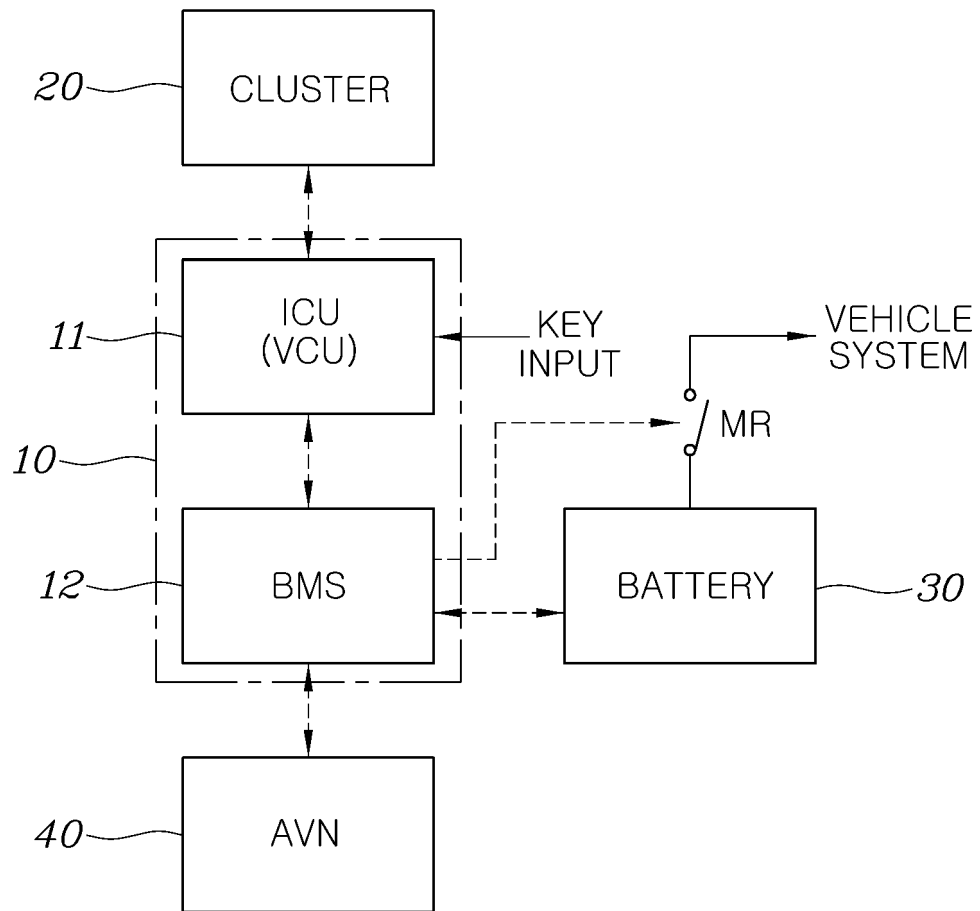 20
CLUSTER
11
ICU
(VCU)
KEY
INPUT
VEHICLE
SYSTEM
MR
10
12
BMS
BATTERY
30
40
AVN